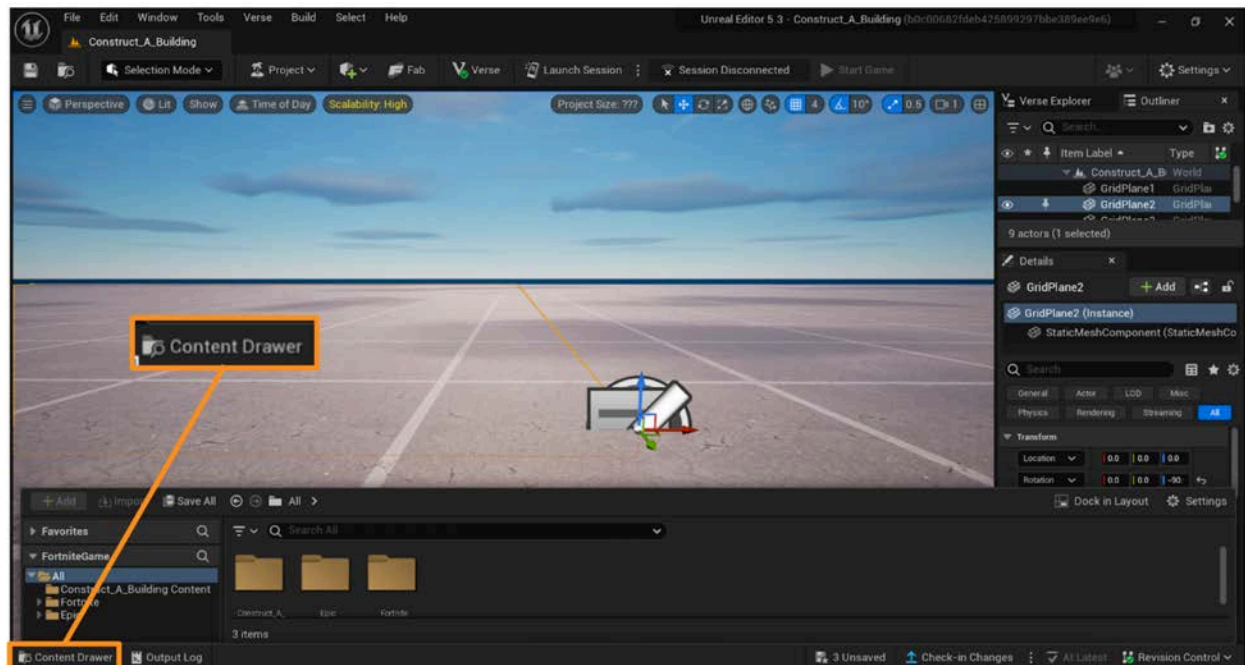 File Edit Window Tools Verse Build Select Help
Unreal Editor 5.3 - Construct_A_Building
Construct_A_Building
Selection Mode
Project
Fab
Verse
Launch Session
Session Disconnected
Start Game
Settings
Perspective
Lit
Show
Time of Day
Scalability: High
Project Size: ???
4
10°
0.5
1
Verse Explorer
Outliner
Search...
Item Label
Type
Construct_A_B World
GridPlane1 GridPla
GridPlane2 GridPla
9 actors (1 selected)
Details
GridPlane2
+ Add
GridPlane2 (Instance)
StaticMeshComponent (StaticMeshCo
Search
General Actor LOD Misc
Physics Rendering Streaming All
Transform
Location 0.0 0.0 0.0
Rotation 0.0 0.0 -90.
Content Drawer
+ Add
Import
Save All
All
Dock in Layout
Settings
Favorites
Search All
FortniteGame
All
Construct_A_Building Content
Fortnite
Epic
Construct_A_
Epic
Fortnite
3 items
Content Drawer
Output Log
3 Unsaved
Check-in Changes
At Latest
Revision Control